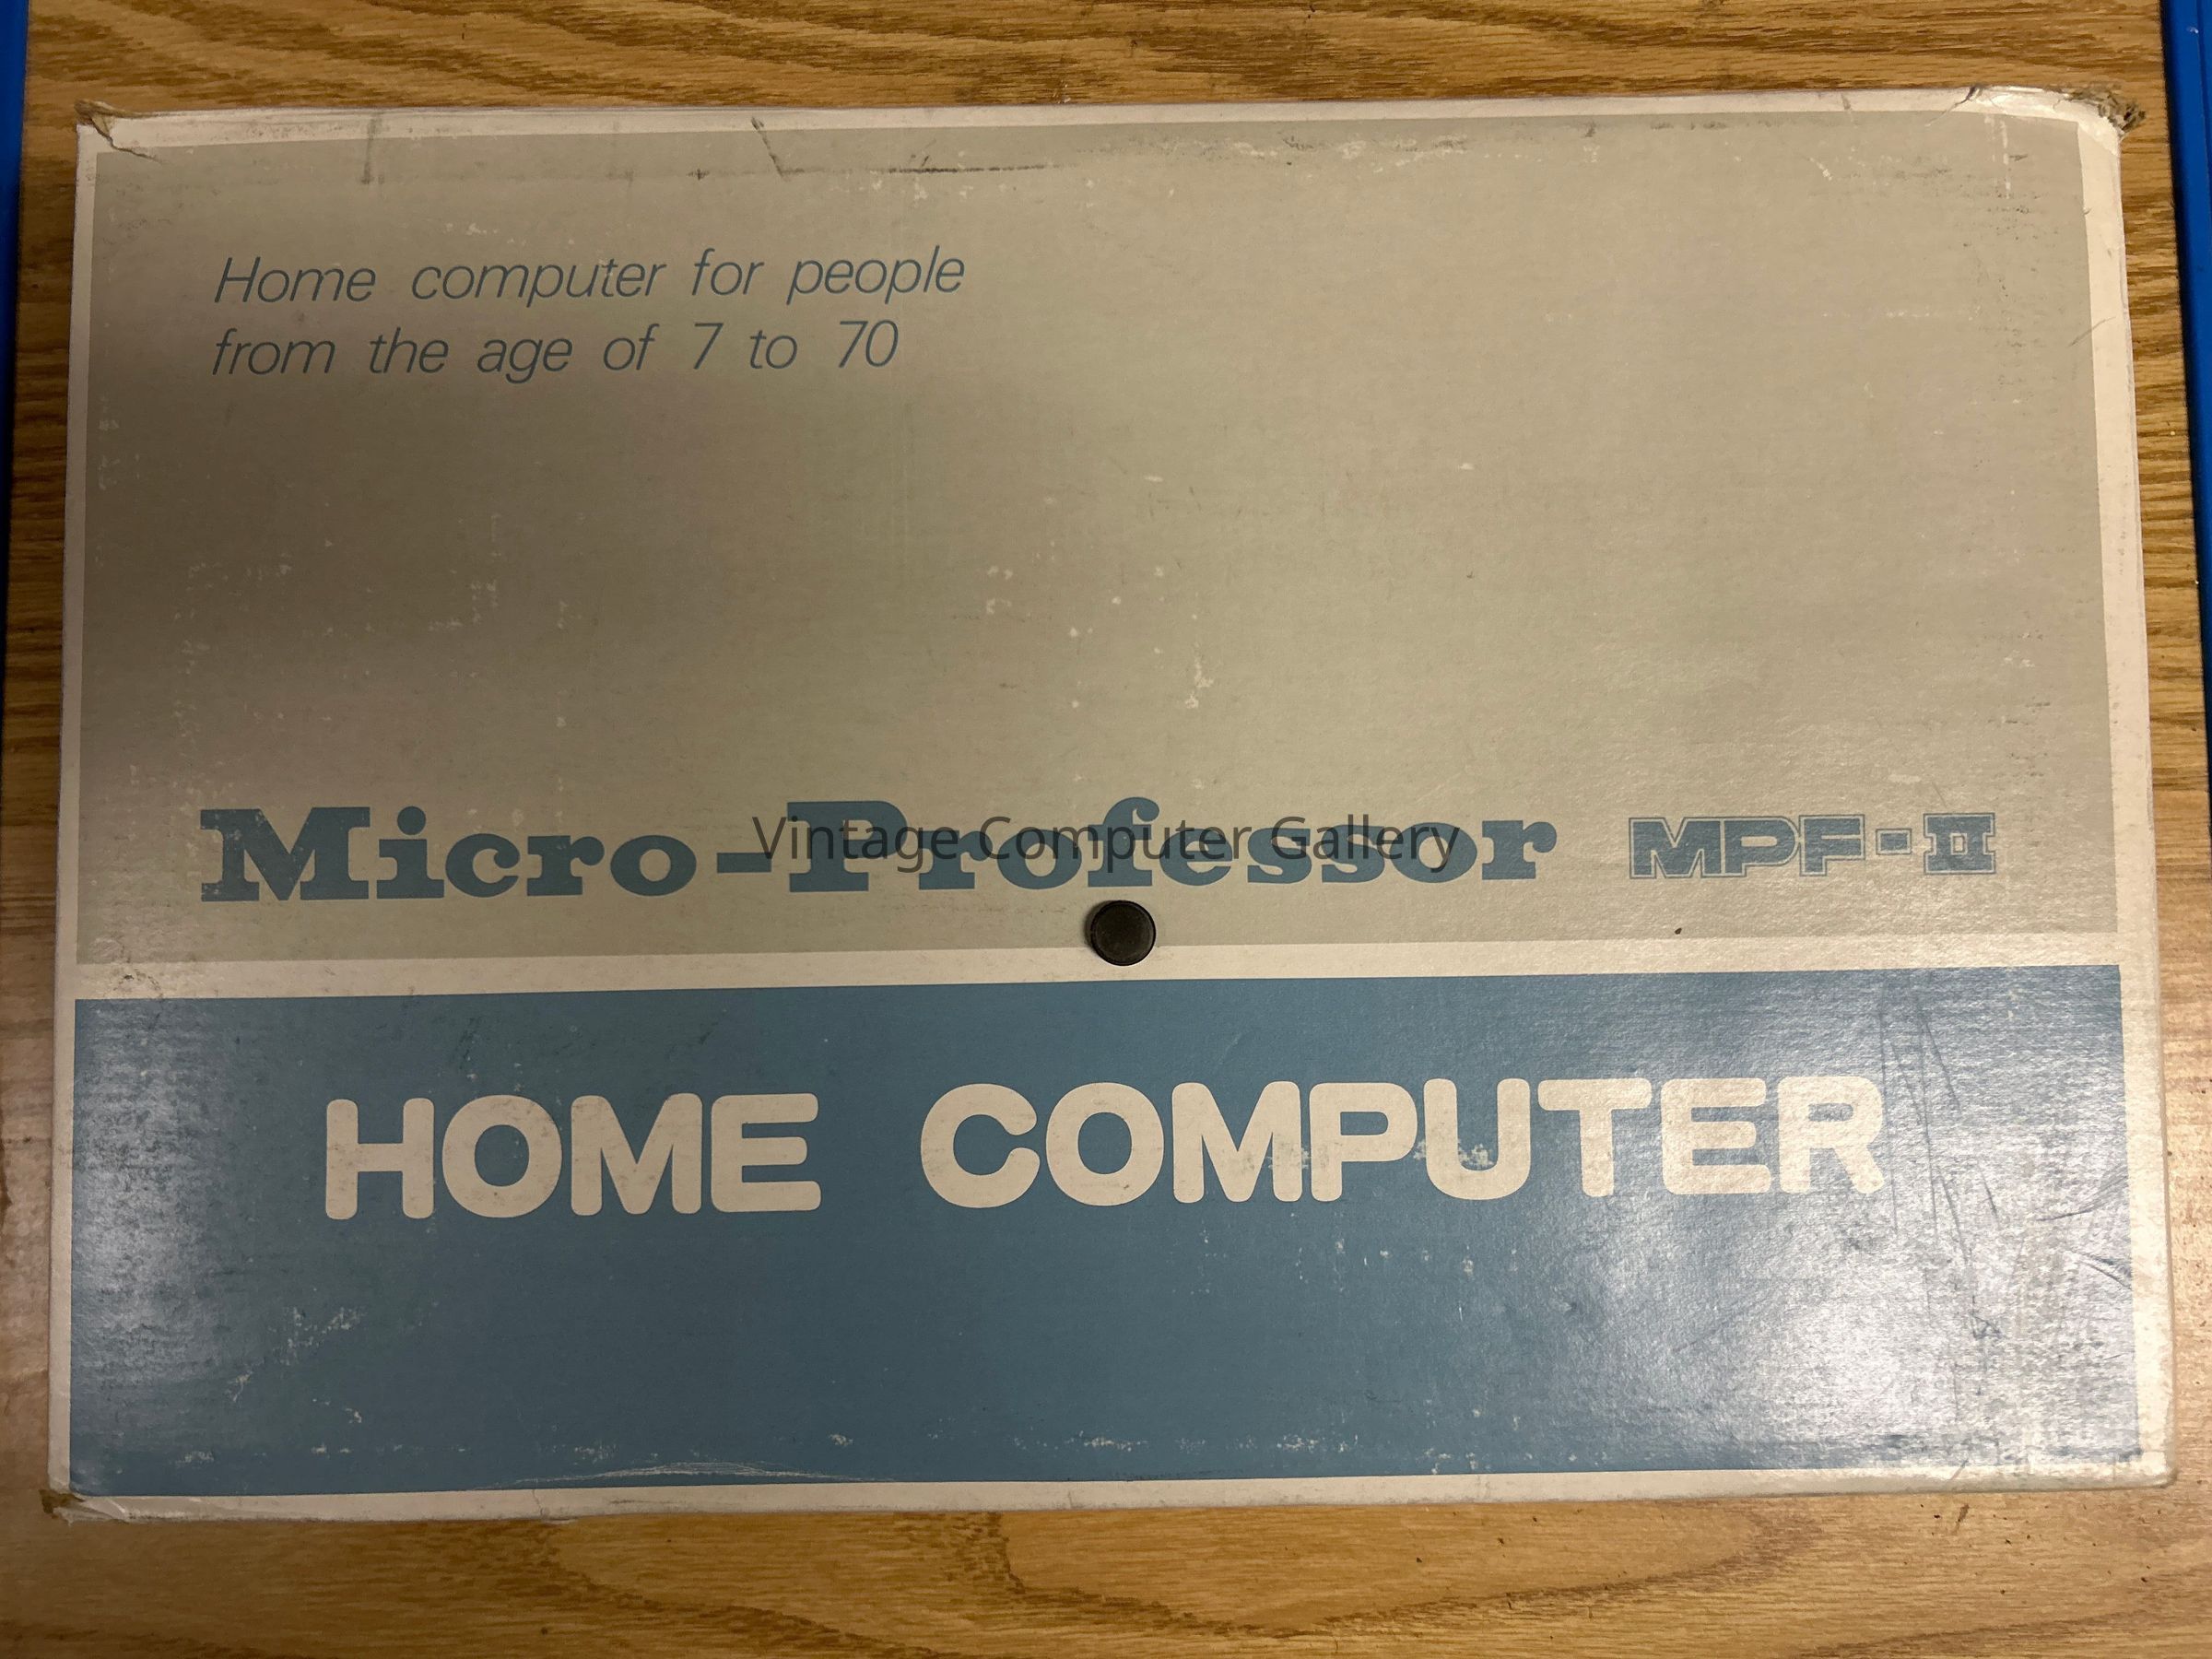 Home computer for people
from the age of 7 to 70
Micro-Professor MPF-II
Vintage Computer Gallery
HOME COMPUTER